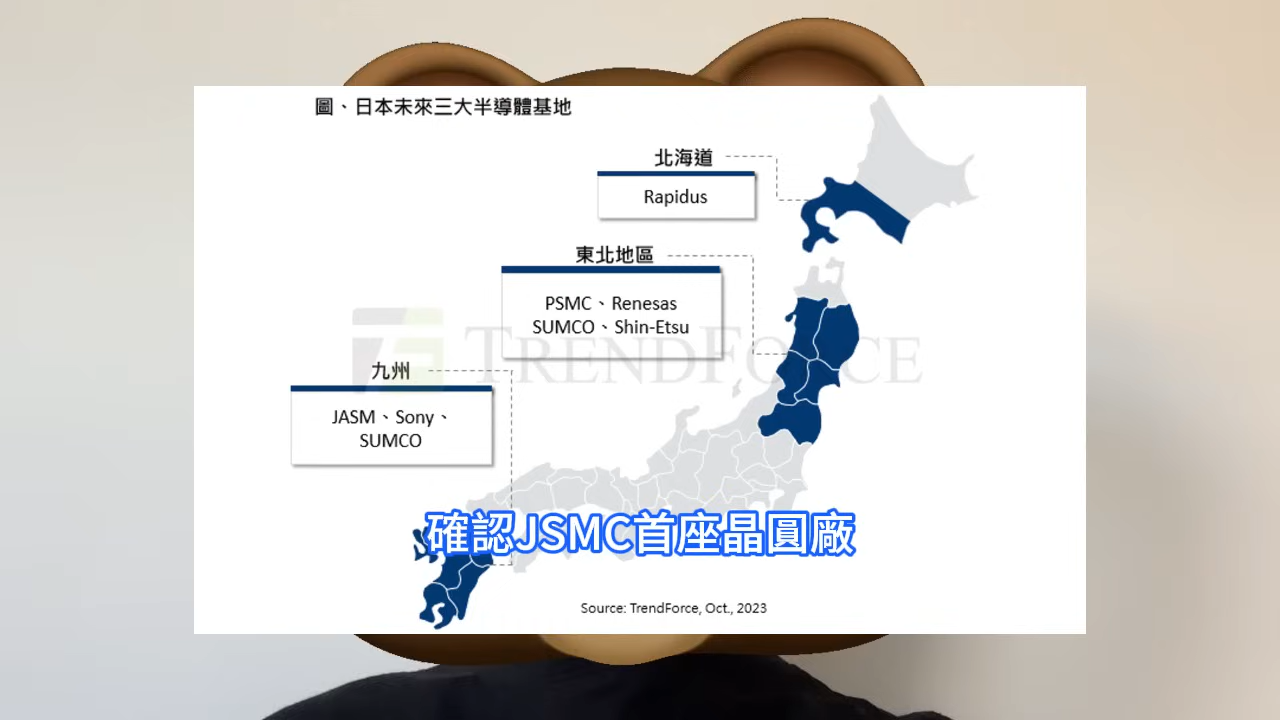 圖、日本未來三大半導體基地
北海道
Rapidus
東北地區
PSMC、Renesas
SUMCO、Shin-Etsu
TRENDFORCE
九州
JASM、Sony、
SUMCO
確認JSMC首座晶圓廠
Source: TrendForce, Oct., 2023